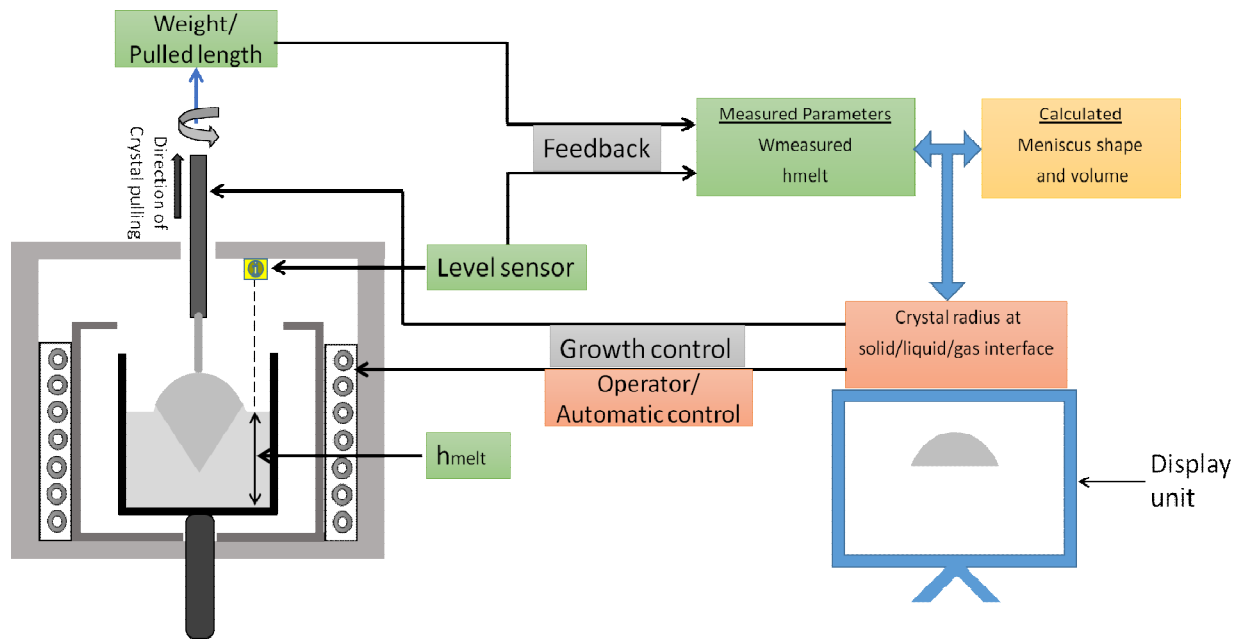 Weight/
Pulled length
Direction of
Crystal pulling
Feedback
Measured Parameters
Wmeasured
hmelt
Calculated
Meniscus shape
and volume
Level sensor
Crystal radius at
solid/liquid/gas interface
Growth control
Operator/
Automatic control
hmelt
Display
unit